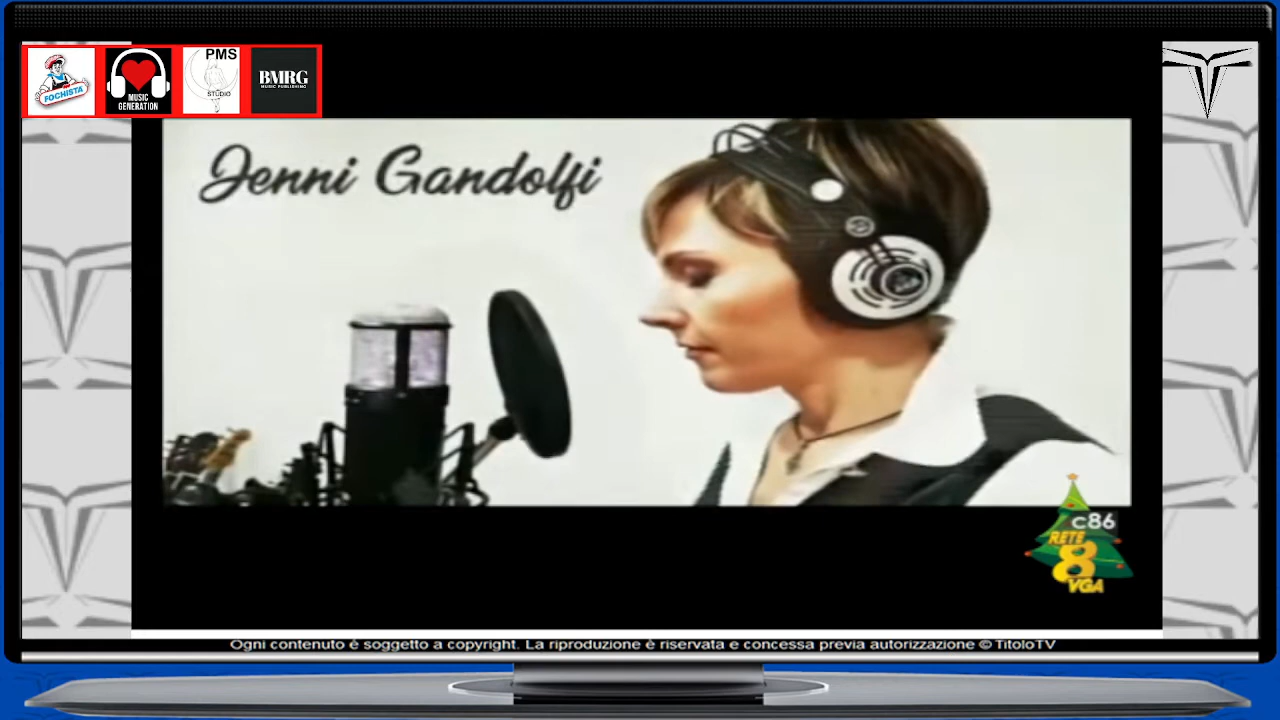 FOCHISTA
MUSIC
GENERATION
PMS
STUDIO
BMRG
MUSIC PUBLISHING
Jenni Gandolfi
c86
RETE
8
VGA
Ogni contenuto è soggetto a copyright. La riproduzione è riservata e concessa previa autorizzazione © TitoloTV